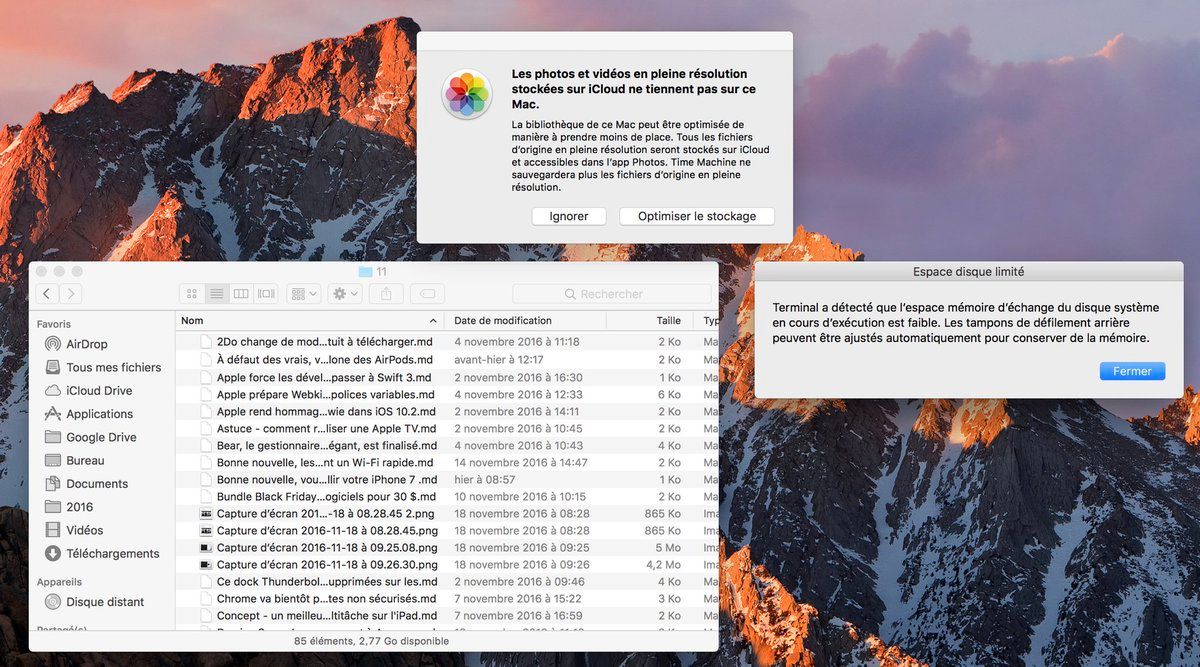 Les photos et vidéos en pleine résolution
stockées sur iCloud ne tiennent pas sur ce
Mac.
La bibliothèque de ce Mac peut être optimisée de
manière à prendre moins de place. Tous les fichiers
d’origine en pleine résolution seront stockés sur iCloud
et accessibles dans l’app Photos. Time Machine ne
sauvegardera plus les fichiers d’origine en pleine
résolution.
Ignorer Optimiser le stockage
11
Rechercher
Favoris
AirDrop
Tous mes fichiers
iCloud Drive
Applications
Google Drive
Bureau
Documents
2016
Vidéos
Téléchargements
Appareils
Disque distant
Nom Date de modification Taille Typ
2Do change de mod...tuit à télécharger.md 4 novembre 2016 à 11:18 2 Ko Ma
À défaut des vrais, v...lone des AirPods.md avant-hier à 12:17 2 Ko Ma
Apple force les dével...passer à Swift 3.md 2 novembre 2016 à 16:30 1 Ko Ma
Apple prépare Webki...polices variables.md 4 novembre 2016 à 12:33 6 Ko Ma
Apple rend hommag...wie dans iOS 10.2.md 2 novembre 2016 à 14:11 2 Ko Ma
Astuce - comment r...liser une Apple TV.md 2 novembre 2016 à 10:45 2 Ko Ma
Bear, le gestionnaire...égant, est finalisé.md 4 novembre 2016 à 10:43 4 Ko Ma
Bonne nouvelle, les...nt un Wi-Fi rapide.md 14 novembre 2016 à 14:47 2 Ko Ma
Bonne nouvelle, vou...llir votre iPhone 7 .md hier à 08:57 1 Ko Ma
Bundle Black Friday...ogiciels pour 30 $.md 10 novembre 2016 à 10:15 2 Ko Ma
Capture d’écran 201...-18 à 08.28.45 2.png 18 novembre 2016 à 08:28 865 Ko Ima
Capture d’écran 2016-11-18 à 08.28.45.png 18 novembre 2016 à 08:28 865 Ko Ima
Capture d’écran 2016-11-18 à 09.25.08.png 18 novembre 2016 à 09:25 5 Mo Ima
Capture d’écran 2016-11-18 à 09.26.30.png 18 novembre 2016 à 09:26 4,2 Mo Ima
Ce dock Thunderbol...upprimées sur les.md 2 novembre 2016 à 09:46 4 Ko Ma
Chrome va bientôt p...tes non sécurisés.md 7 novembre 2016 à 15:22 3 Ko Ma
Concept - un meilleu...ltitâche sur l'iPad.md 7 novembre 2016 à 16:59 2 Ko Ma
85 éléments, 2,77 Go disponible
Espace disque limité
Terminal a détecté que l’espace mémoire d’échange du disque système
en cours d’exécution est faible. Les tampons de défilement arrière
peuvent être ajustés automatiquement pour conserver de la mémoire.
Fermer